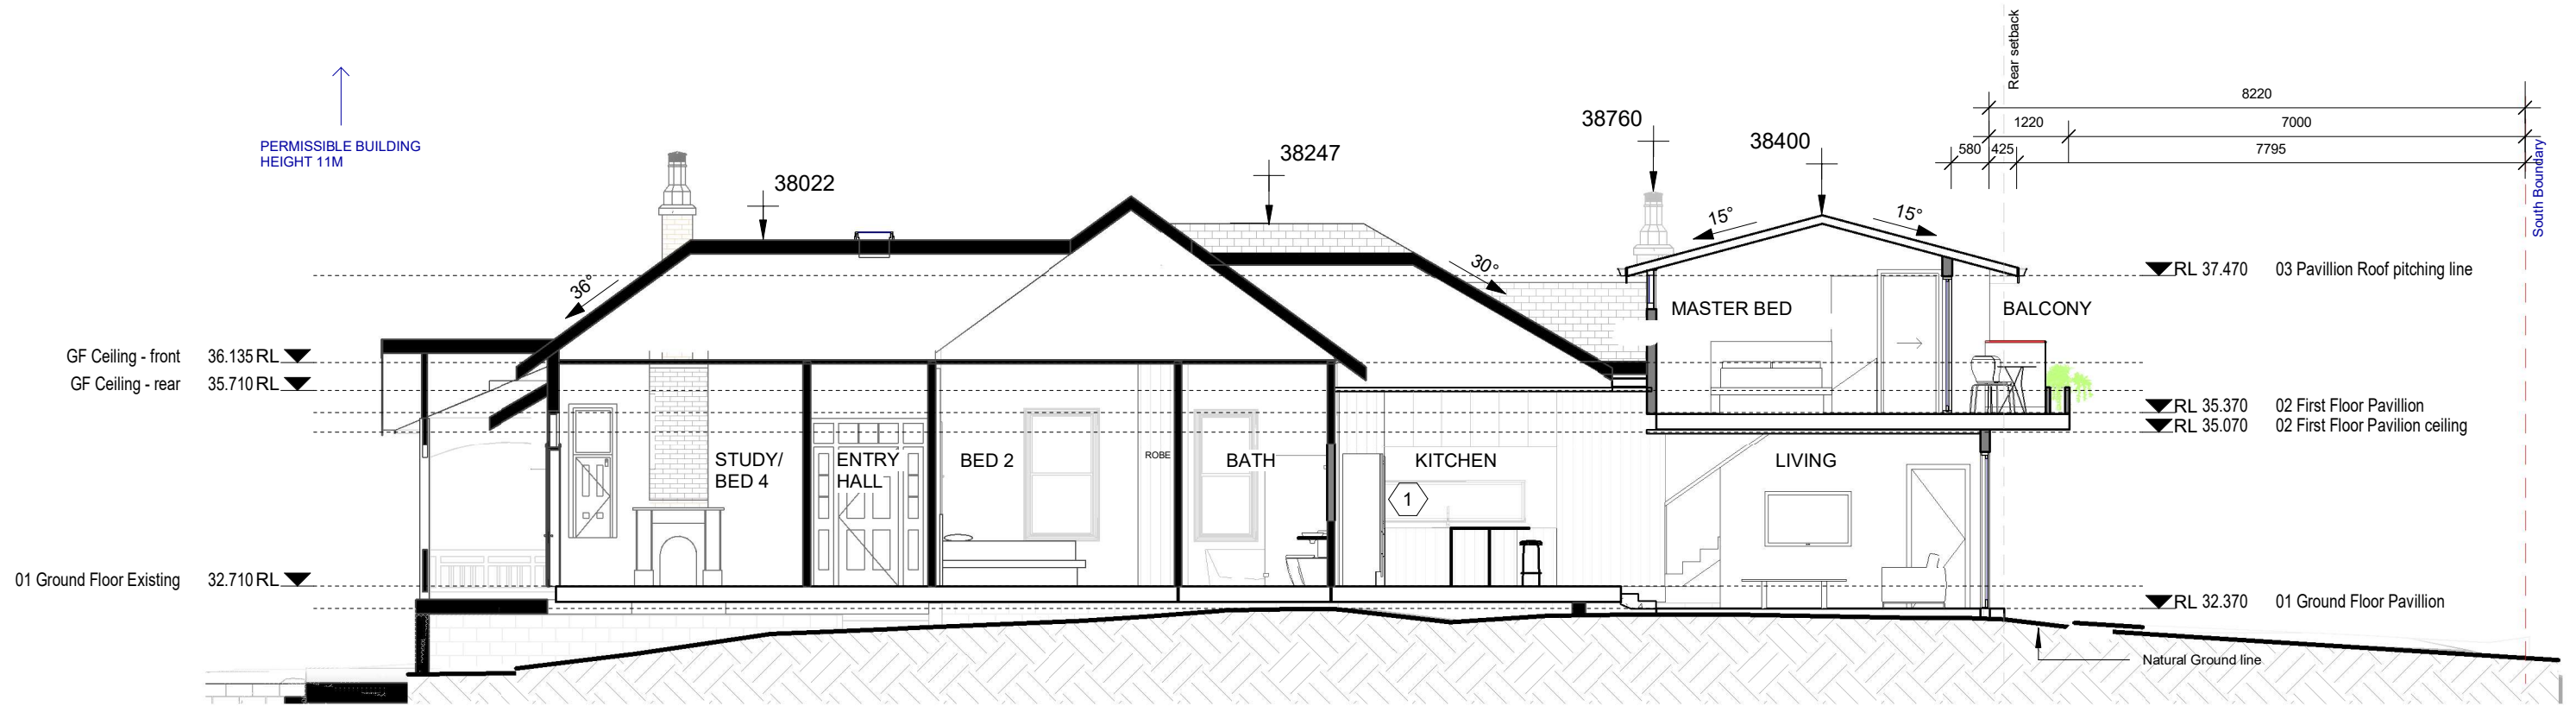 Rear setback
8220
PERMISSIBLE BUILDING
HEIGHT 11M
38760
1220
7000
38400
580
425
7795
38247
38022
South Boundary
15°
15°
36°
30°
RL 37.470 03 Pavillion Roof pitching line
MASTER BED
BALCONY
GF Ceiling - front 36.135 RL
GF Ceiling - rear 35.710 RL
RL 35.370 02 First Floor Pavillion
RL 35.070 02 First Floor Pavilion ceiling
STUDY/
BED 4
ENTRY
HALL
BED 2
ROBE
BATH
KITCHEN
LIVING
1
01 Ground Floor Existing 32.710 RL
RL 32.370 01 Ground Floor Pavillion
Natural Ground line